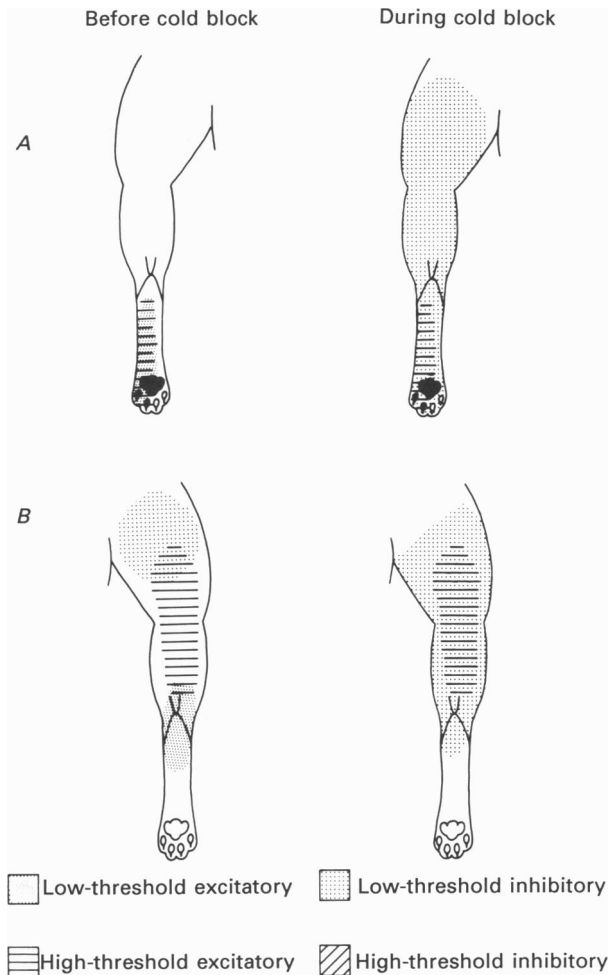 Before cold block During cold block
A
B
Low-threshold excitatory Low-threshold inhibitory
High-threshold excitatory High-threshold inhibitory